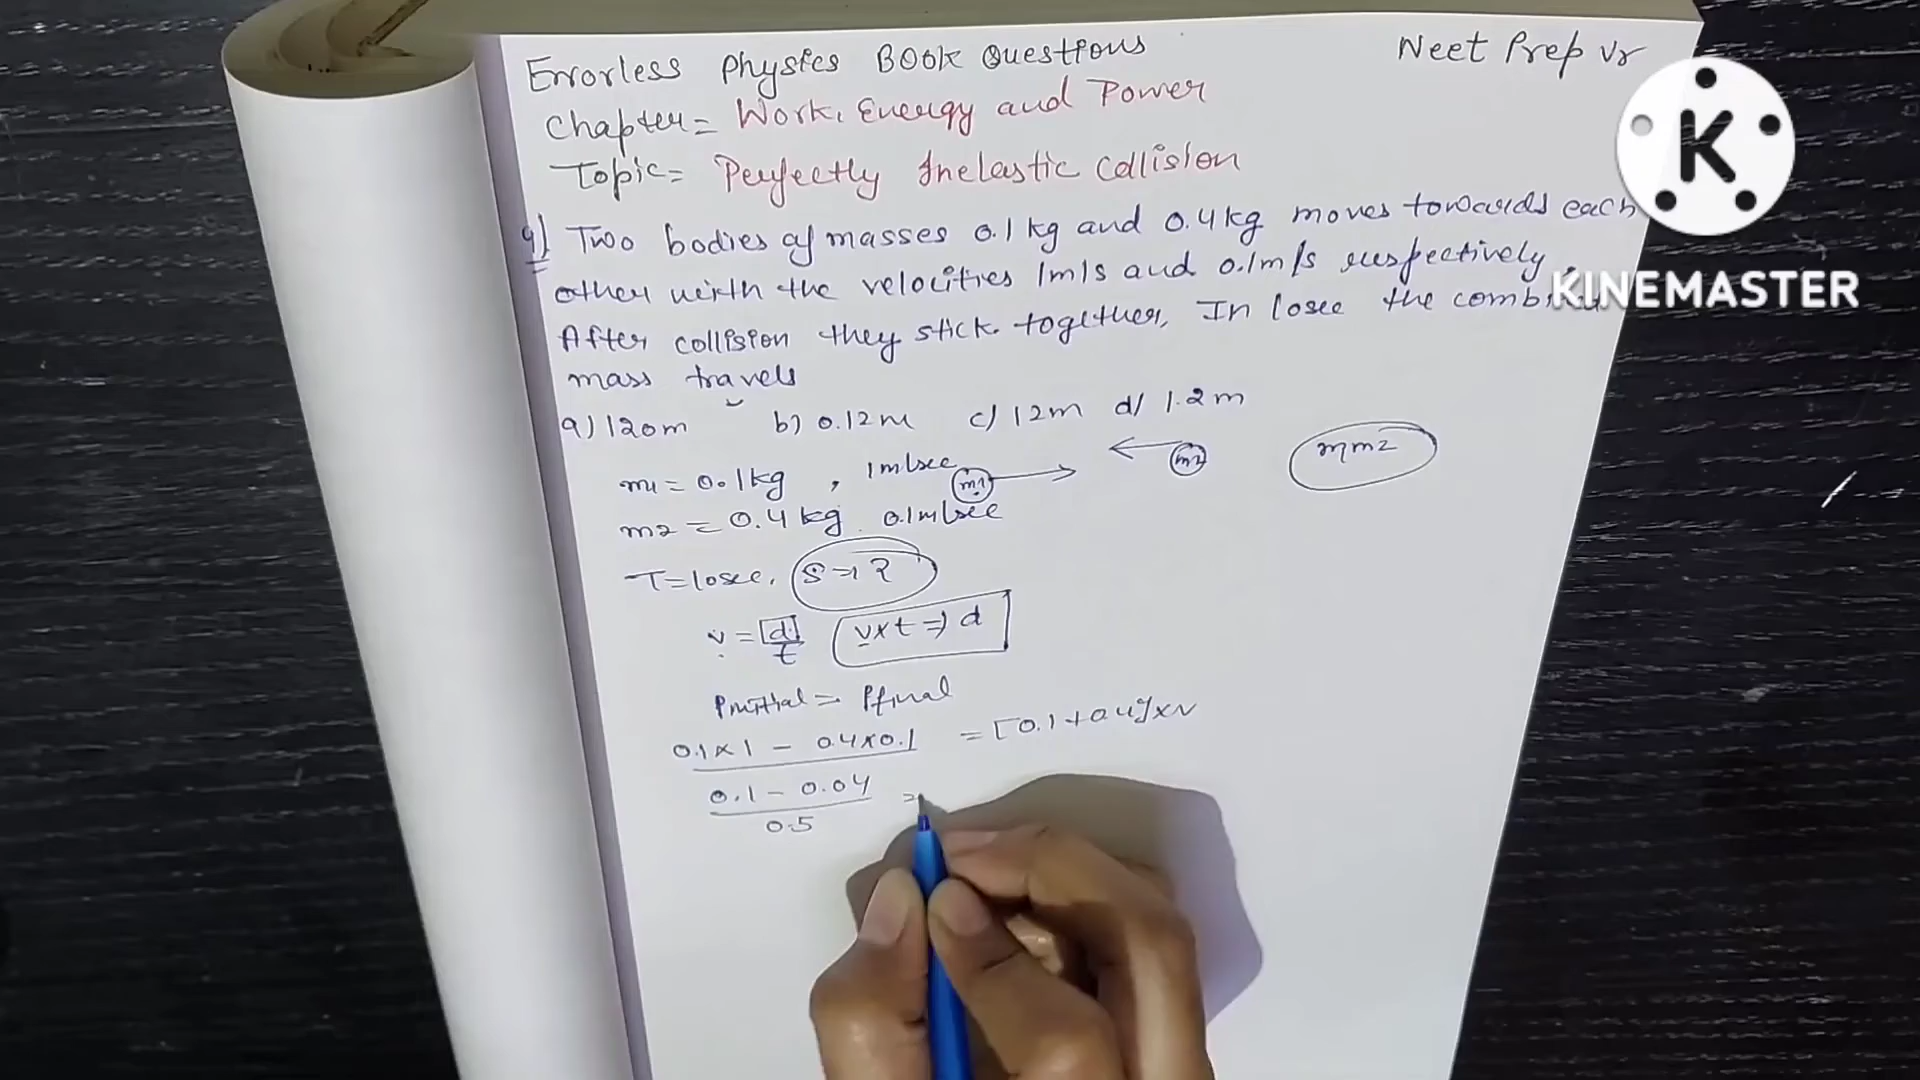 Errorless Physics Book Questions
Neet Prep Vr
Chapter = Work, Energy and Power
Topic = Perfectly Inelastic Collision
9) Two bodies of masses 0.1 kg and 0.4 kg moves towards each
other with the velocities 1m/s and 0.1m/s respectively,
After collision they stick together, In 10sec the
mass travels
a) 120m b) 0.12m c) 12m d) 1.2m
m1 = 0.1kg , 1m/sec
m1
m2
mm2
m2 = 0.4 kg 0.1m/sec
T = 10sec, S => ?
v = d/t v×t => d
Pinitial = Pfinal
0.1×1 - 0.4×0.1 = [0.1+0.4]×v
0.1 - 0.04 =
0.5
K
KINEMASTER